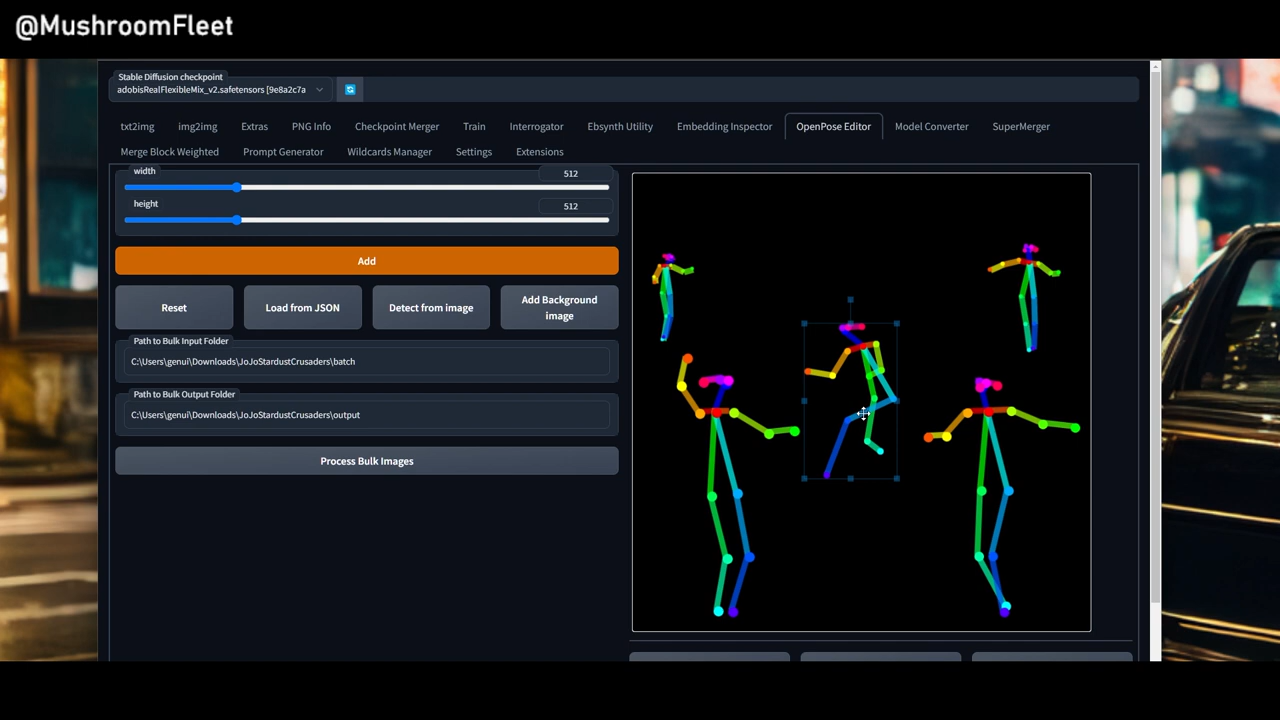 @MushroomFleet
Stable Diffusion checkpoint
adobisRealFlexibleMix_v2.safetensors [9e8a2c7a
txt2img img2img Extras PNG Info Checkpoint Merger Train Interrogator Ebsynth Utility Embedding Inspector OpenPose Editor Model Converter SuperMerger
Merge Block Weighted Prompt Generator Wildcards Manager Settings Extensions
width
512
height
512
Add
Reset
Load from JSON
Detect from image
Add Background
image
Path to Bulk Input Folder
C:\Users\genui\Downloads\JoJoStardustCrusaders\batch
Path to Bulk Output Folder
C:\Users\genui\Downloads\JoJoStardustCrusaders\output
Process Bulk Images